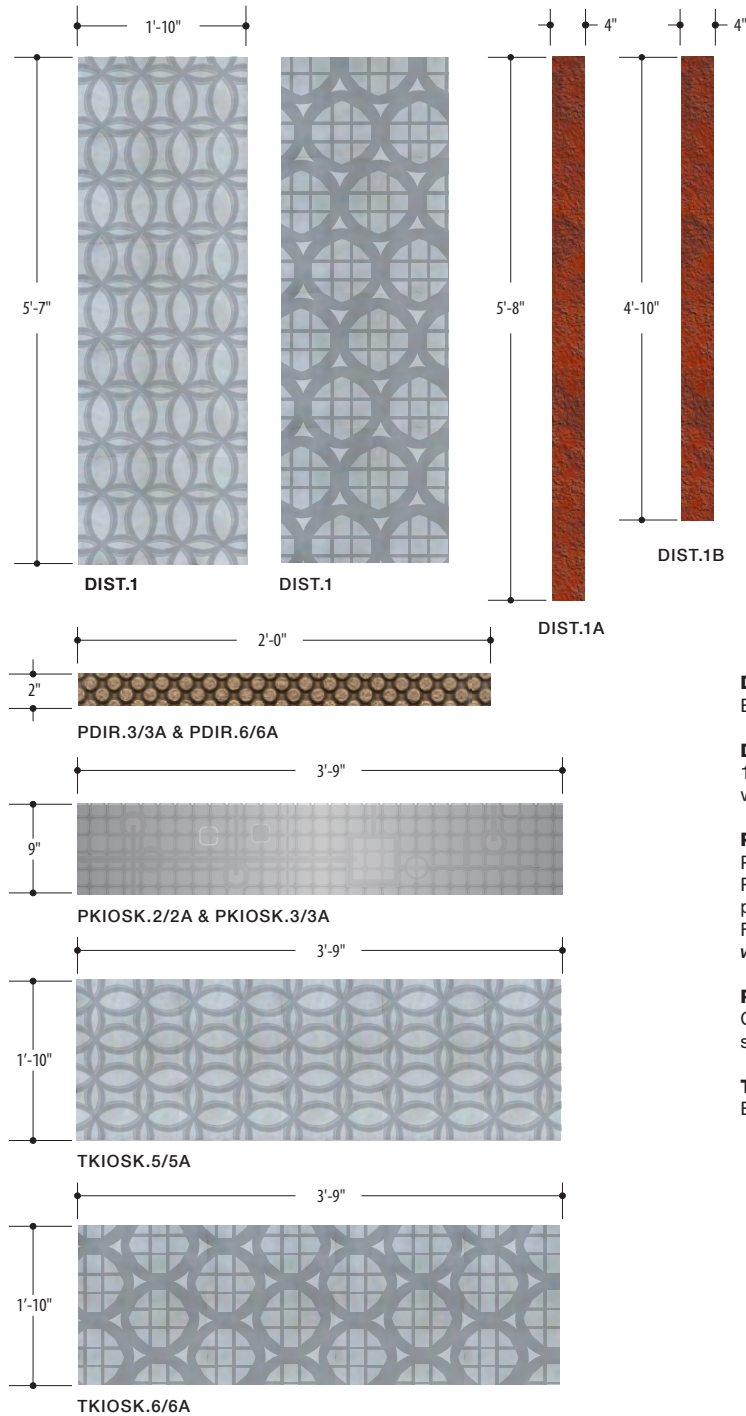 1'-10"
4"
4"
5'-7"
5'-8"
4'-10"
DIST.1
DIST.1
DIST.1A
DIST.1B
2'-0"
2"
PDIR.3/3A & PDIR.6/6A
3'-9"
9"
PKIOSK.2/2A & PKIOSK.3/3A
3'-9"
1'-10"
TKIOSK.5/5A
3'-9"
1'-10"
TKIOSK.6/6A